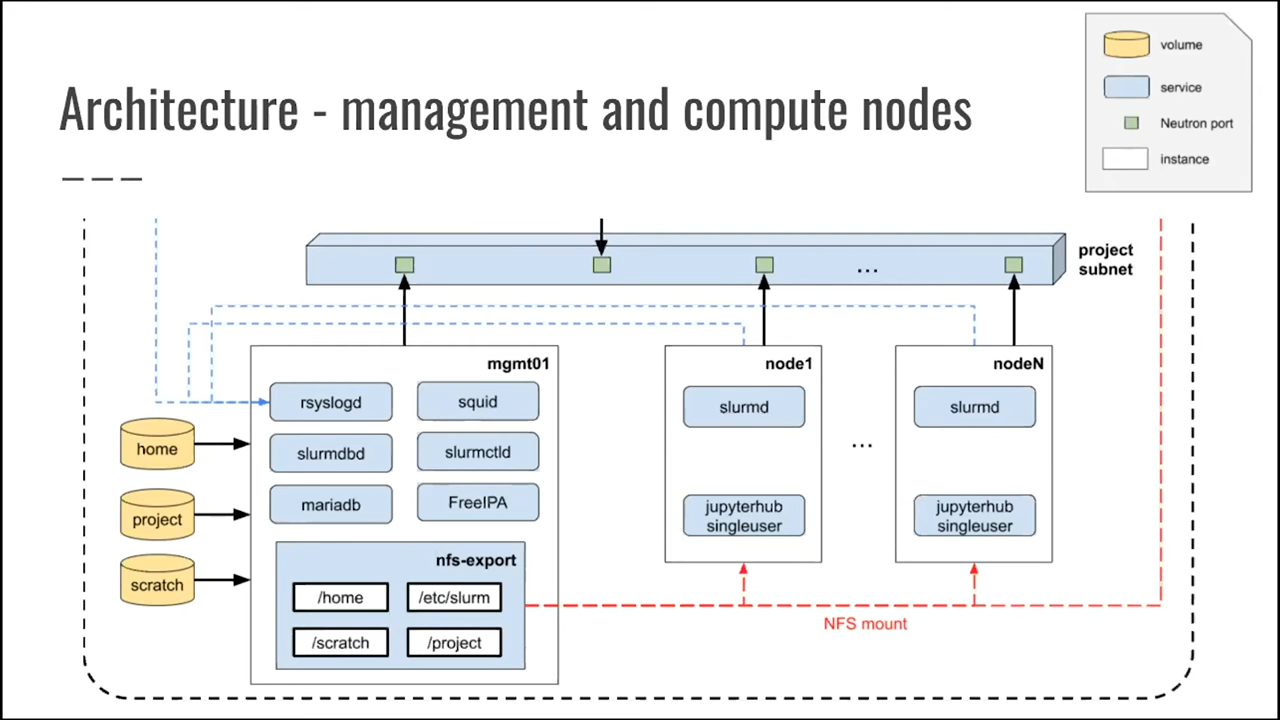 Architecture - management and compute nodes
volume
service
Neutron port
instance
project
subnet
...
mgmt01
rsyslogd
squid
slurmdbd
slurmctld
mariadb
FreeIPA
nfs-export
/home
/etc/slurm
/scratch
/project
home
project
scratch
node1
slurmd
jupyterhub
singleuser
...
nodeN
slurmd
jupyterhub
singleuser
NFS mount